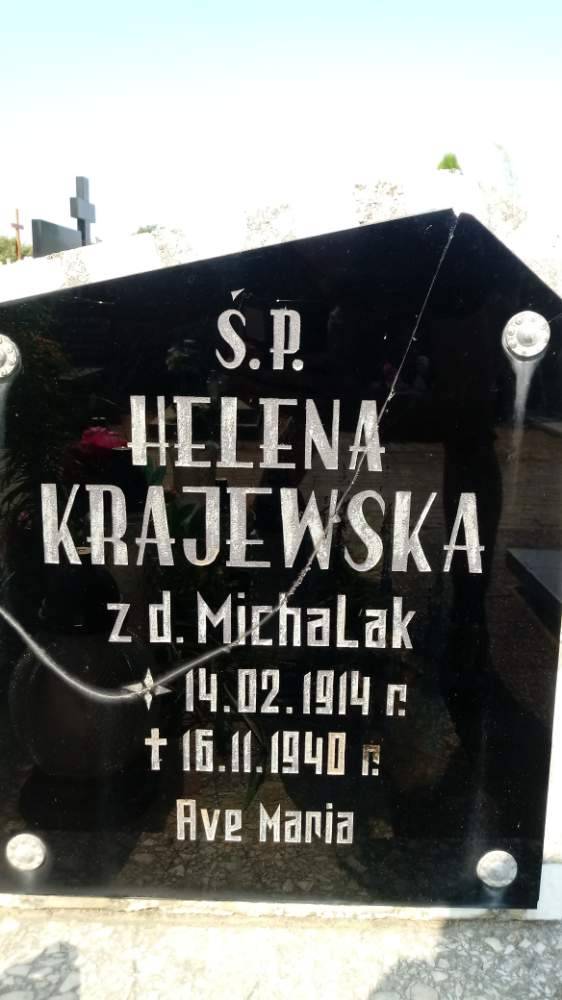 Ś.P.
HELENA
KRAJEWSKA
z d. MichaLak
14.02.1914 r.
✝ 16.11.1940 r.
Ave Maria